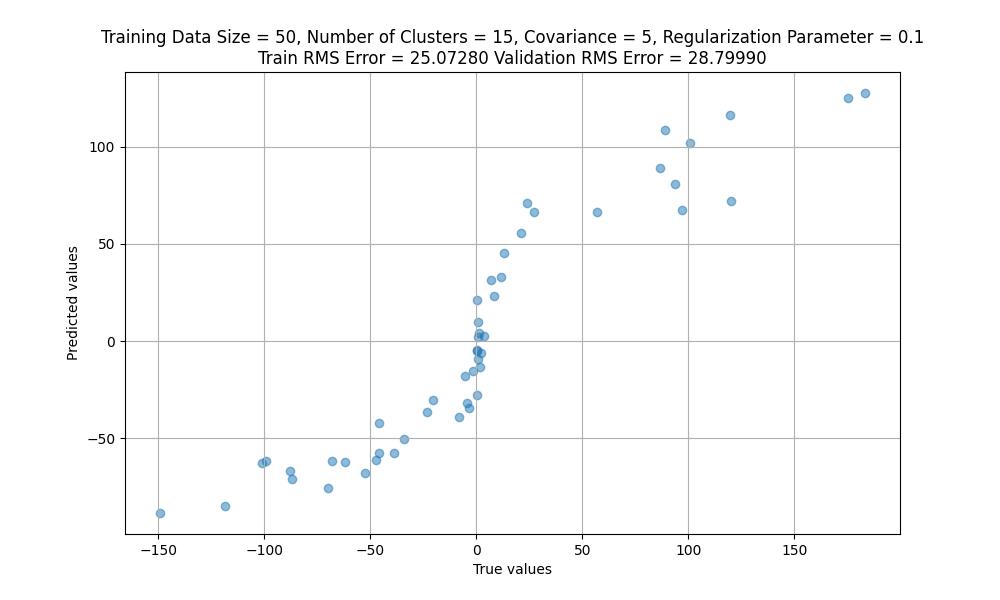 Training Data Size = 50, Number of Clusters = 15, Covariance = 5, Regularization Parameter = 0.1
Train RMS Error = 25.07280 Validation RMS Error = 28.79990
100
50
0
−50
Predicted values
−150
−100
−50
0
50
100
150
True values